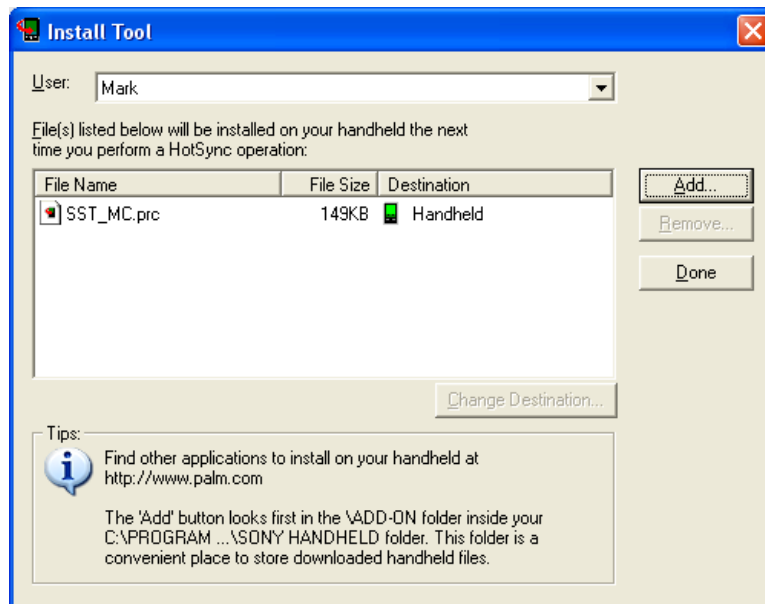 Install Tool
User: Mark
File(s) listed below will be installed on your handheld the next
time you perform a HotSync operation:
File Name File Size Destination
SST_MC.prc 149KB Handheld
Add...
Remove...
Done
Change Destination...
Tips:
Find other applications to install on your handheld at
http://www.palm.com
The 'Add' button looks first in the \ADD-ON folder inside your
C:\PROGRAM ...\SONY HANDHELD folder. This folder is a
convenient place to store downloaded handheld files.